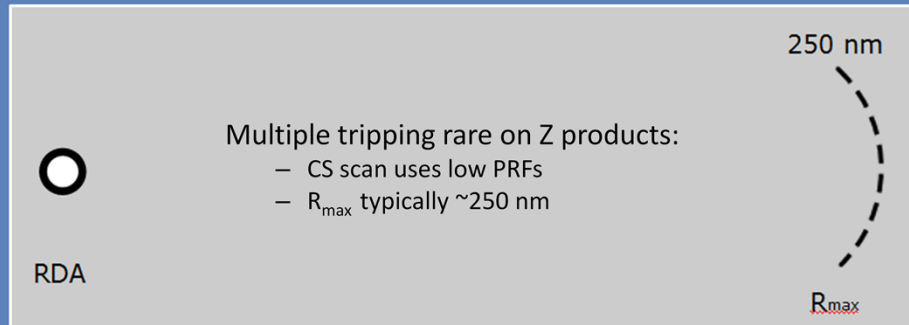 250 nm
Multiple tripping rare on Z products:
– CS scan uses low PRFs
– Rmax typically ~250 nm
RDA
Rmax